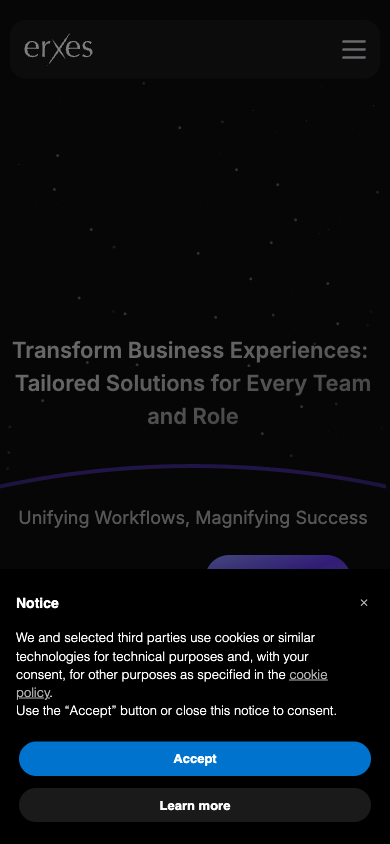 erxes
Transform Business Experiences:
Tailored Solutions for Every Team
and Role
Unifying Workflows, Magnifying Success
Notice
×
We and selected third parties use cookies or similar
technologies for technical purposes and, with your
consent, for other purposes as specified in the cookie
policy.
Use the “Accept” button or close this notice to consent.
Accept
Learn more